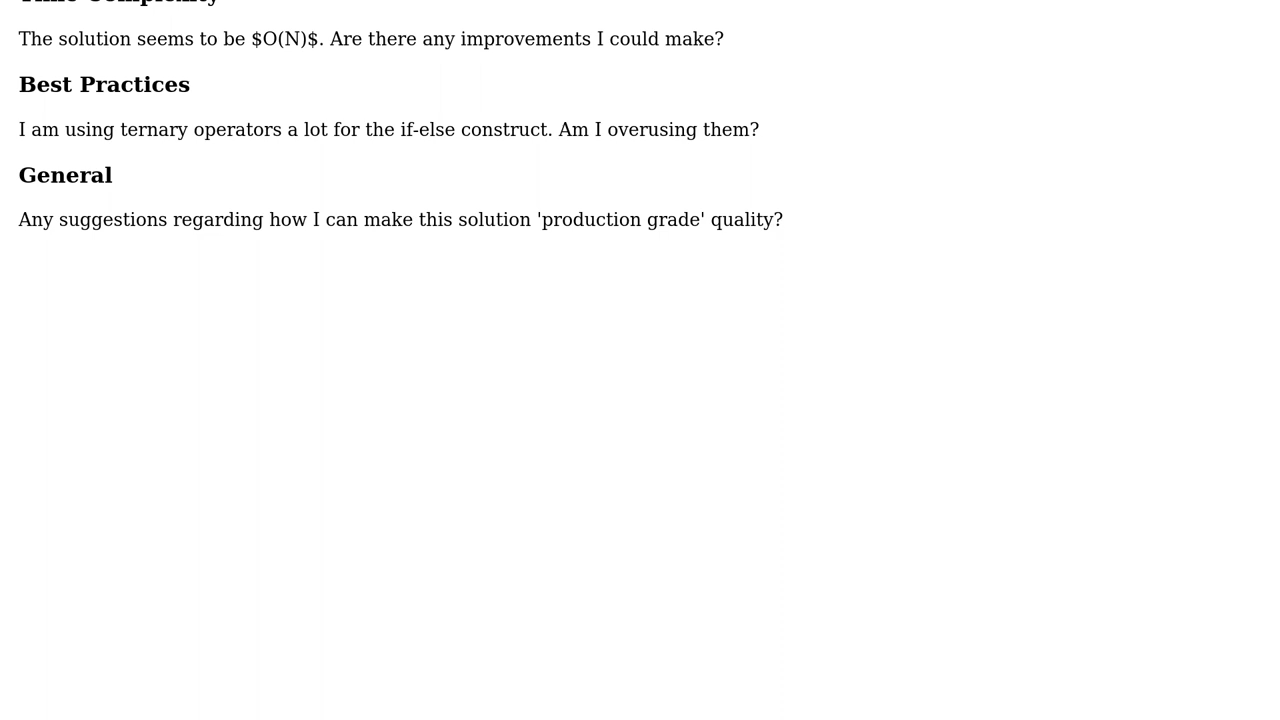 The solution seems to be $O(N)$. Are there any improvements I could make?
Best Practices
I am using ternary operators a lot for the if-else construct. Am I overusing them?
General
Any suggestions regarding how I can make this solution 'production grade' quality?